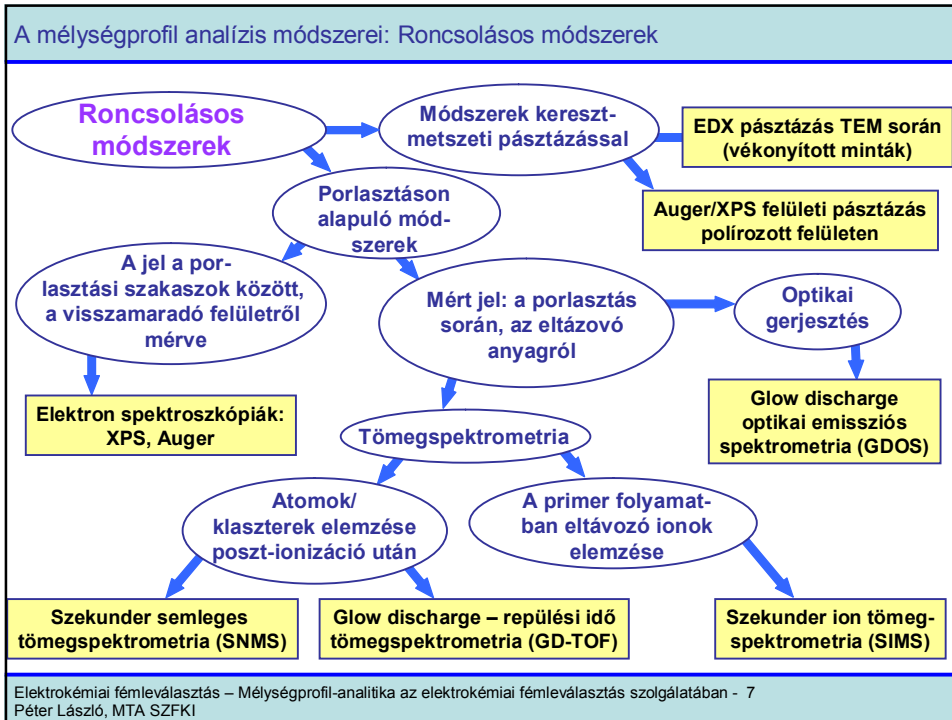 A mélységprofil analízis módszerei: Roncsolásos módszerek
Roncsolásos
módszerek
Módszerek kereszt-
metszeti pásztázással
EDX pásztázás TEM során
(vékonyított minták)
Auger/XPS felületi pásztázás
polírozott felületen
Porlasztáson
alapuló mód-
szerek
A jel a por-
lasztási szakaszok között,
a visszamaradó felületről
mérve
Mért jel: a porlasztás
során, az eltázovó
anyagról
Optikai
gerjesztés
Elektron spektroszkópiák:
XPS, Auger
Glow discharge
optikai emissziós
spektrometria (GDOS)
Tömegspektrometria
Atomok/
klaszterek elemzése
poszt-ionizáció után
A primer folyamat-
ban eltávozó ionok
elemzése
Szekunder semleges
tömegspektrometria (SNMS)
Glow discharge – repülési idő
tömegspektrometria (GD-TOF)
Szekunder ion tömeg-
spektrometria (SIMS)
Elektrokémiai fémleválasztás – Mélységprofil-analitika az elektrokémiai fémleválasztás szolgálatában - 7
Péter László, MTA SZFKI